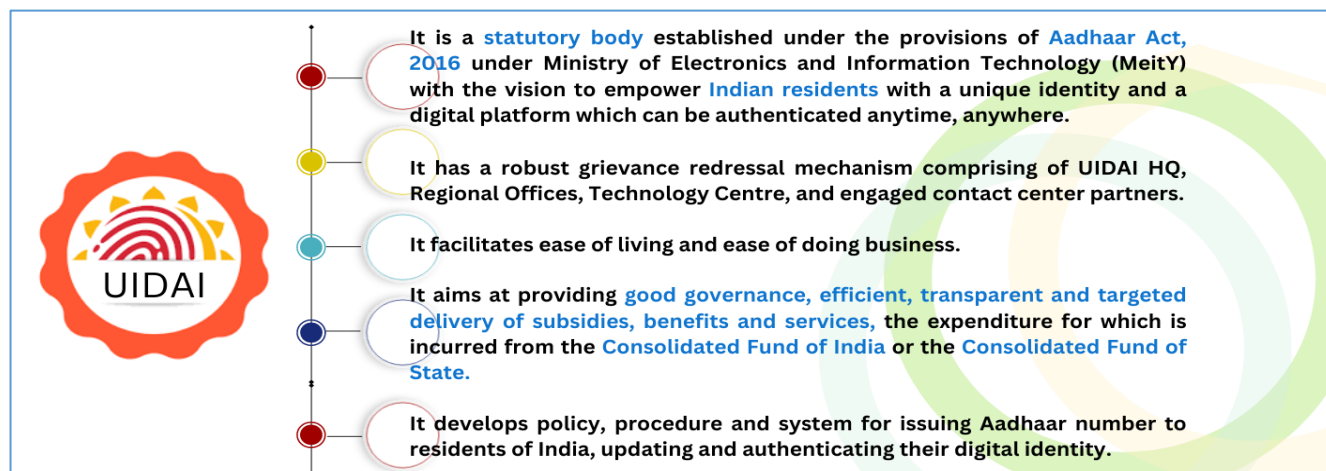 It is a statutory body established under the provisions of Aadhaar Act,
2016 under Ministry of Electronics and Information Technology (MeitY)
with the vision to empower Indian residents with a unique identity and a
digital platform which can be authenticated anytime, anywhere.
It has a robust grievance redressal mechanism comprising of UIDAI HQ,
Regional Offices, Technology Centre, and engaged contact center partners.
It facilitates ease of living and ease of doing business.
UIDAI
It aims at providing good governance, efficient, transparent and targeted
delivery of subsidies, benefits and services, the expenditure for which is
incurred from the Consolidated Fund of India or the Consolidated Fund of
State.
It develops policy, procedure and system for issuing Aadhaar number to
residents of India, updating and authenticating their digital identity.